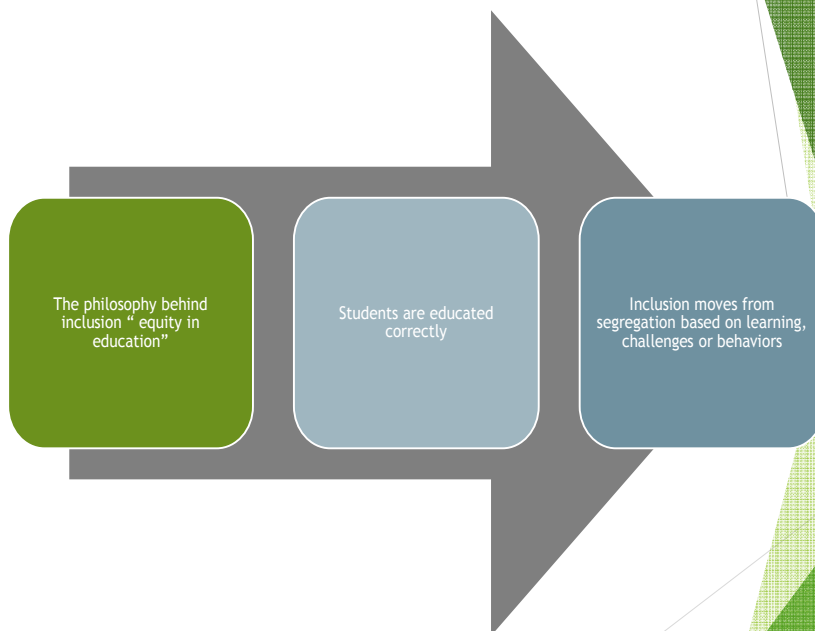 The philosophy behind
inclusion “ equity in
education”
Students are educated
correctly
Inclusion moves from
segregation based on learning,
challenges or behaviors